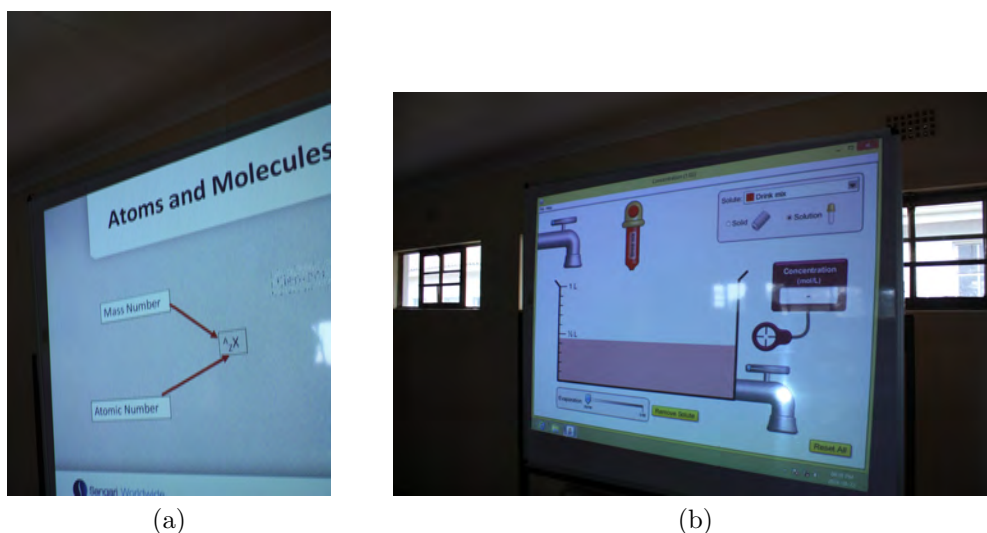 Atoms and Molecules
Mass Number
A
Z
X
Atomic Number
Sengari Worldwide
(a)
Concentration
Solute:
Drink mix
Solid
Solution
Concentration
(mol/L)
-
1 L
½ L
Evaporation
Remove Solute
Reset All
(b)